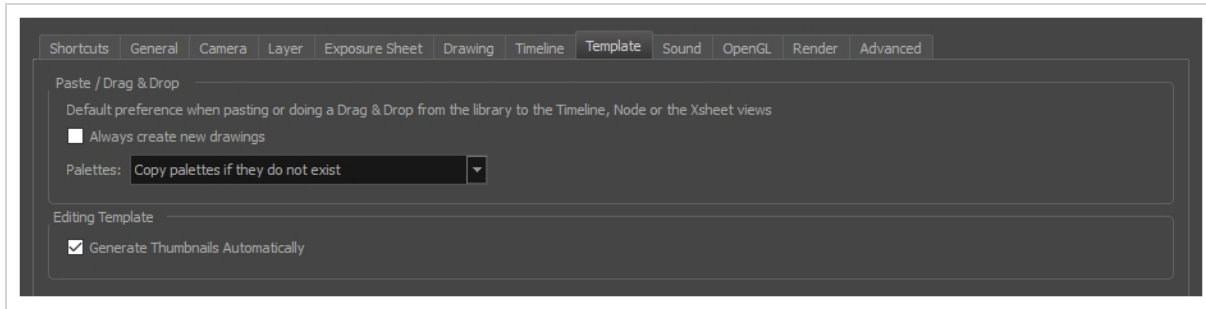 Shortcuts General Camera Layer Exposure Sheet Drawing Timeline Template Sound OpenGL Render Advanced
Paste / Drag & Drop
Default preference when pasting or doing a Drag & Drop from the library to the Timeline, Node or the Xsheet views
Always create new drawings
Palettes: Copy palettes if they do not exist
Editing Template
Generate Thumbnails Automatically